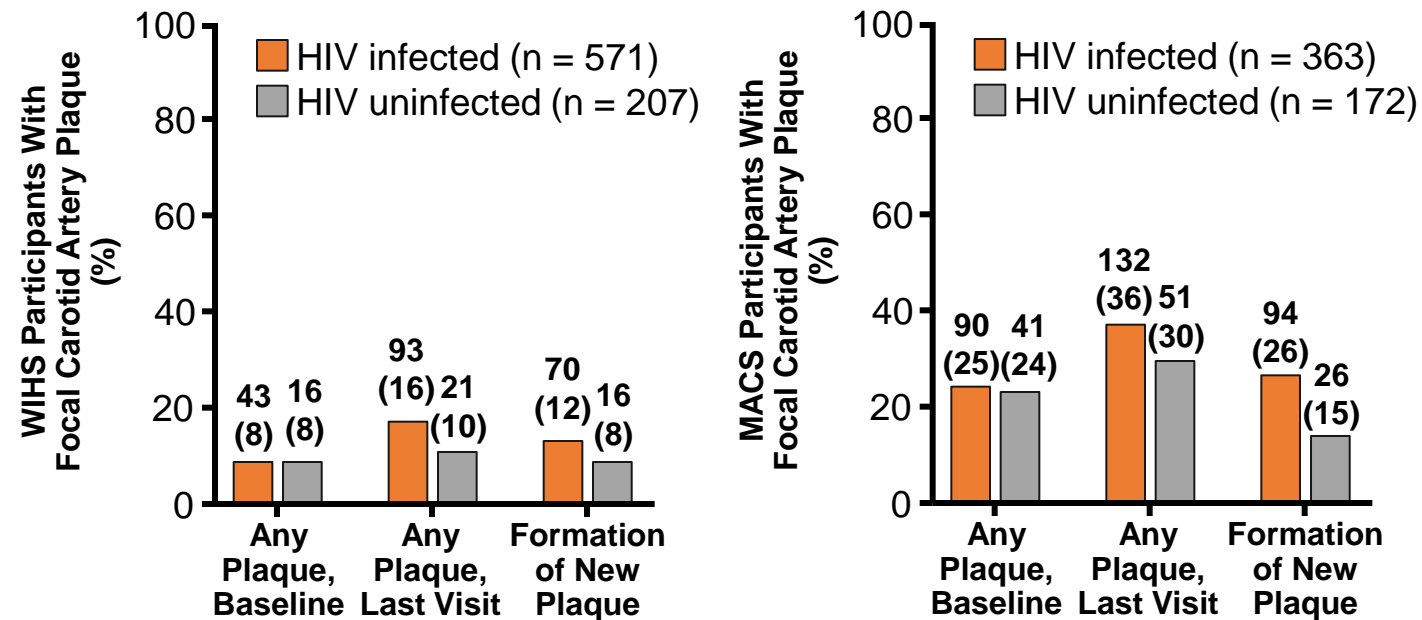 WIHS Participants With
Focal Carotid Artery Plaque
(%)
100
80
60
40
20
0
HIV infected (n = 571)
HIV uninfected (n = 207)
43
(8)
16
(8)
93
(16)
21
(10)
70
(12)
16
(8)
Any
Plaque,
Baseline
Any
Plaque,
Last Visit
Formation
of New
Plaque
MACS Participants With
Focal Carotid Artery Plaque
(%)
100
80
60
40
20
0
HIV infected (n = 363)
HIV uninfected (n = 172)
90
(25)
41
(24)
132
(36)
51
(30)
94
(26)
26
(15)
Any
Plaque,
Baseline
Any
Plaque,
Last Visit
Formation
of New
Plaque